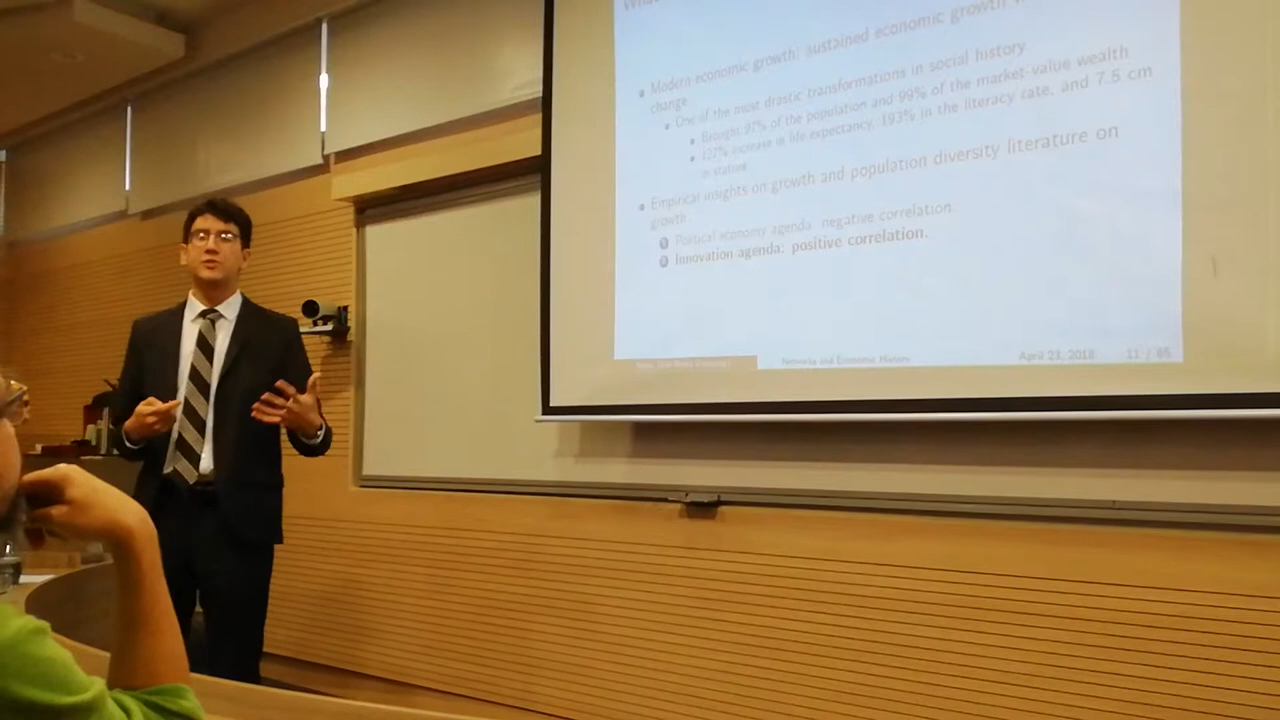 Modern economic growth: sustained economic growth
change
One of the most drastic transformations in social history
Brought 97% of the population and 99% of the market-value wealth
127% increase in life expectancy, 193% in the literacy rate, and 7.5 cm
in stature
Empirical insights on growth and population diversity literature on
growth
1 Political economy agenda: negative correlation.
2 Innovation agenda: positive correlation.
Networks and Economic History
April 23, 2018
11 / 65